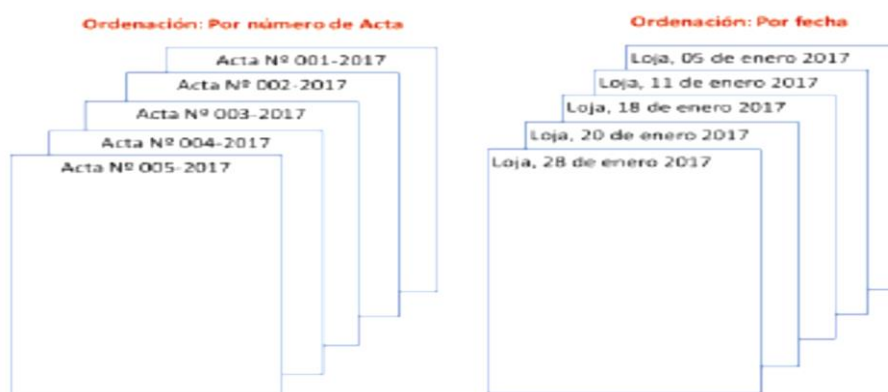 Ordenación: Por número de Acta
Acta Nº 001-2017
Acta Nº 002-2017
Acta Nº 003-2017
Acta Nº 004-2017
Acta Nº 005-2017
Ordenación: Por fecha
Loja, 05 de enero 2017
Loja, 11 de enero 2017
Loja, 18 de enero 2017
Loja, 20 de enero 2017
Loja, 28 de enero 2017